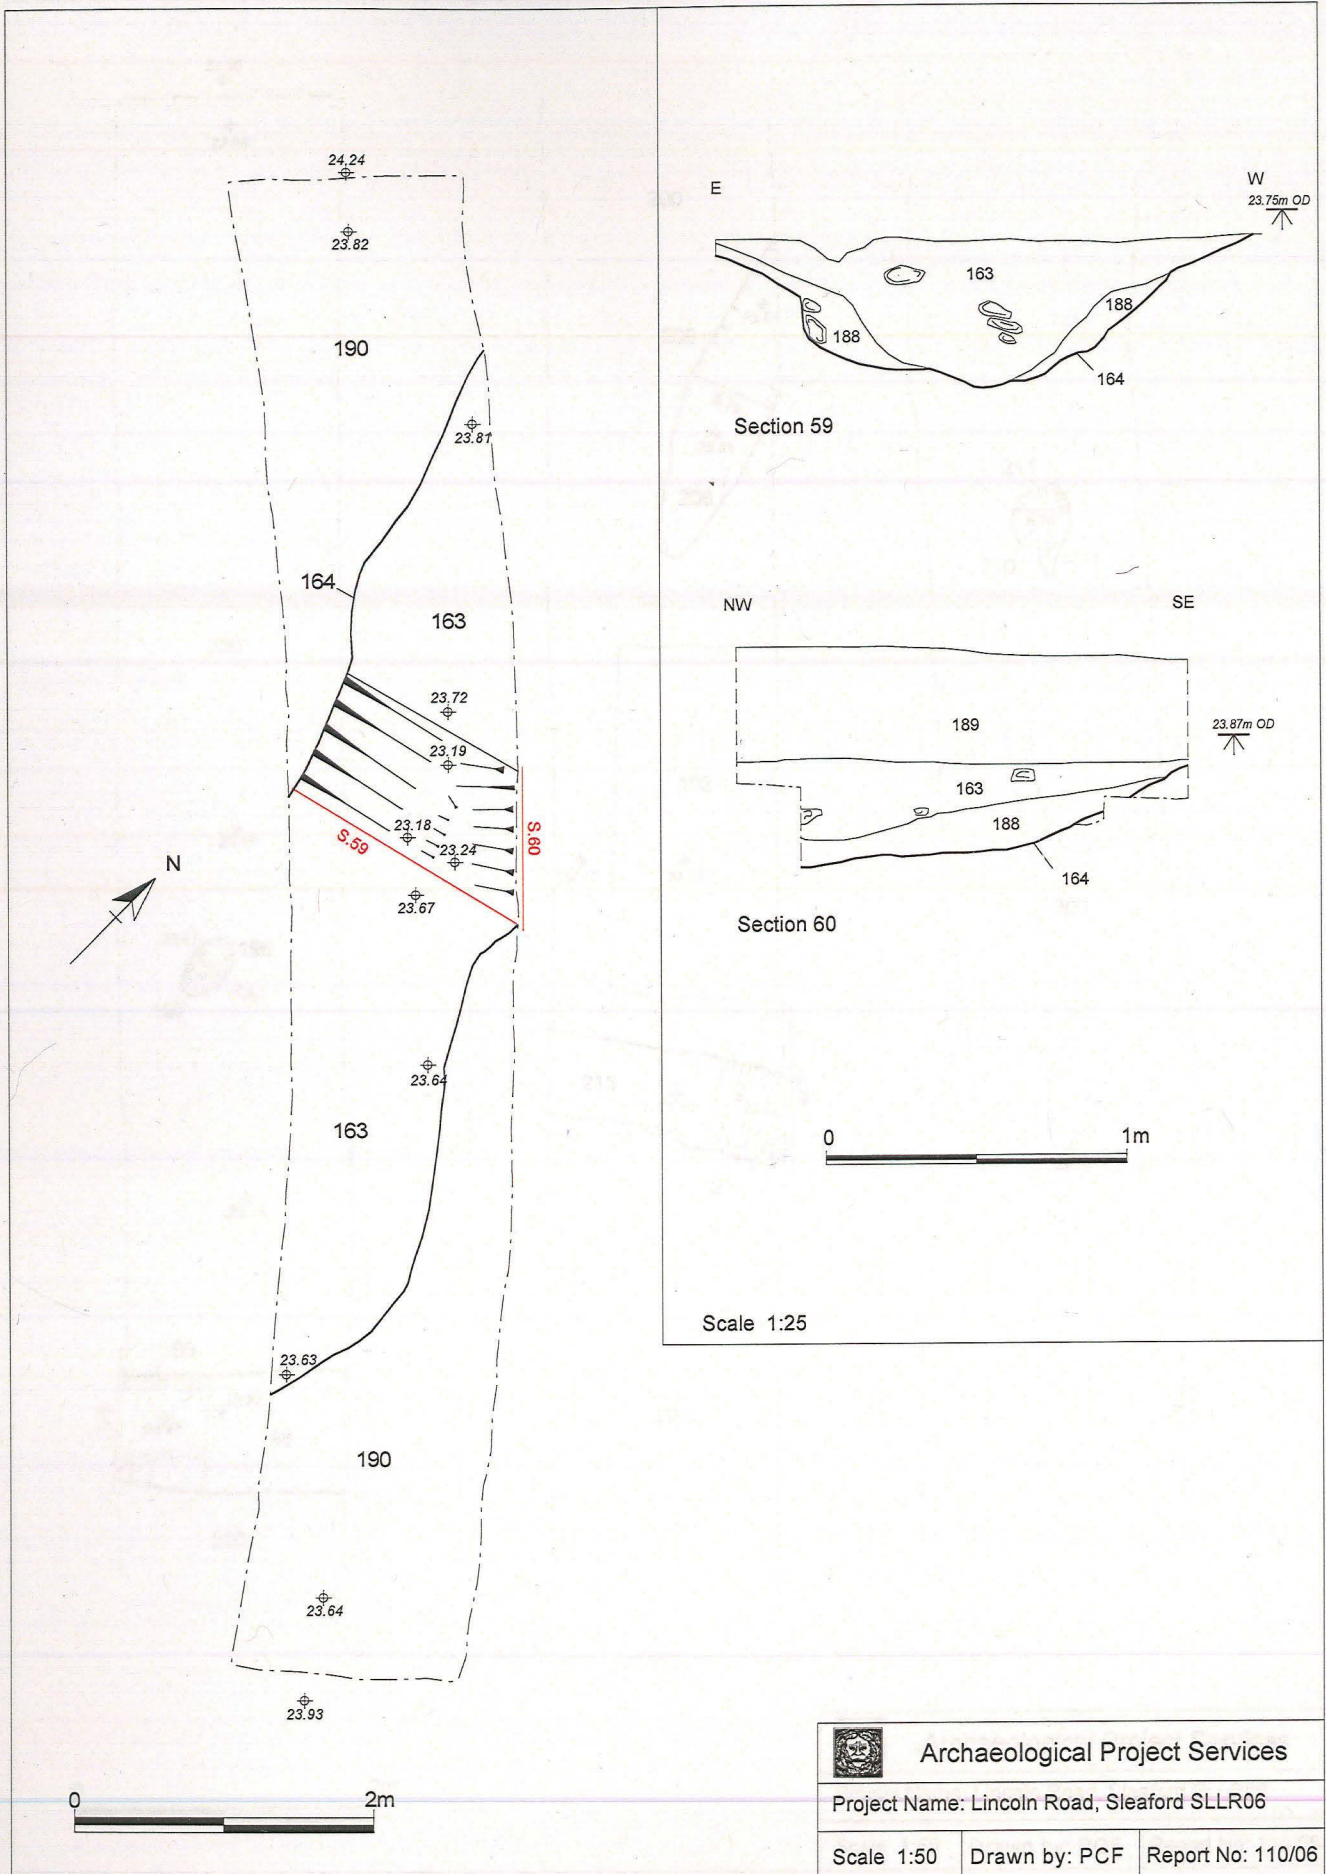 24.24
23.82
190
23.81
164
163
23.72
23.19
S.59
23.18
23.24
S.60
23.67
N
23.64
163
23.63
190
23.64
23.93
0 2m
E W
23.75m OD
163
188
188
164
Section 59
NW SE
189
23.87m OD
163
188
164
Section 60
0 1m
Scale 1:25
Archaeological Project Services
Project Name: Lincoln Road, Sleaford SLLR06
Scale 1:50 Drawn by: PCF Report No: 110/06